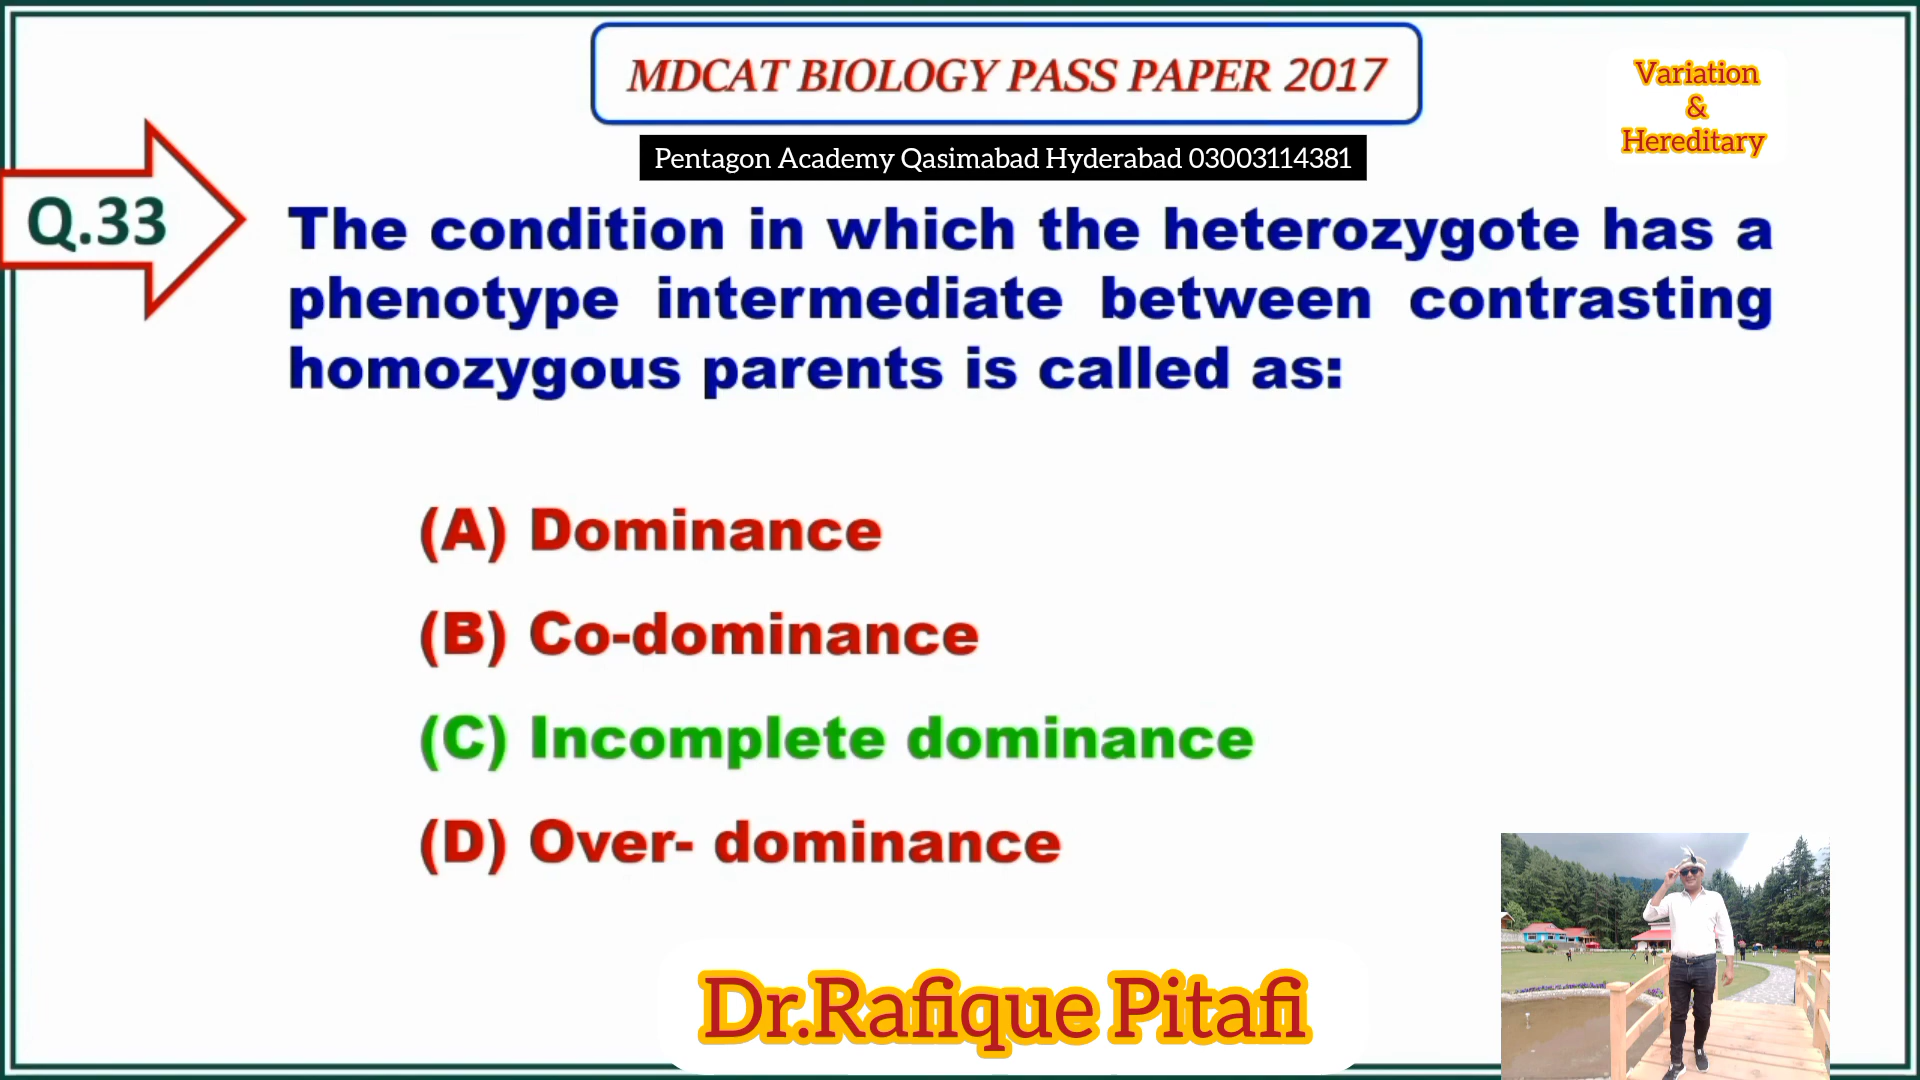 MDCAT BIOLOGY PASS PAPER 2017
Variation
&
Hereditary
Pentagon Academy Qasimabad Hyderabad 03003114381
Q.33
The condition in which the heterozygote has a
phenotype intermediate between contrasting
homozygous parents is called as:
(A) Dominance
(B) Co-dominance
(C) Incomplete dominance
(D) Over- dominance
Dr.Rafique Pitafi